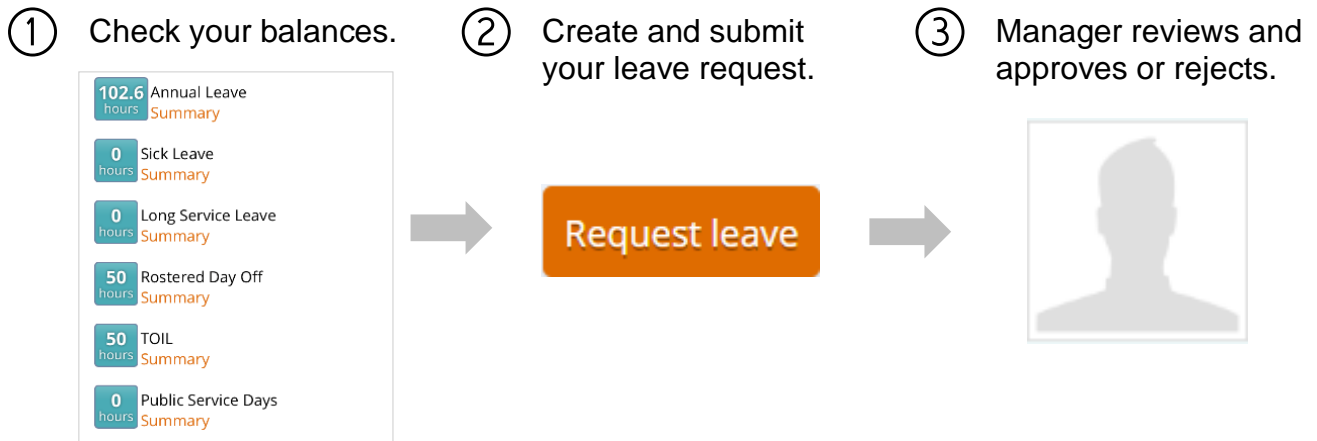 ① Check your balances.
102.6 Annual Leave
hours Summary
0 Sick Leave
hours Summary
0 Long Service Leave
hours Summary
50 Rostered Day Off
hours Summary
50 TOIL
hours Summary
0 Public Service Days
hours Summary
② Create and submit
your leave request.
Request leave
③ Manager reviews and
approves or rejects.